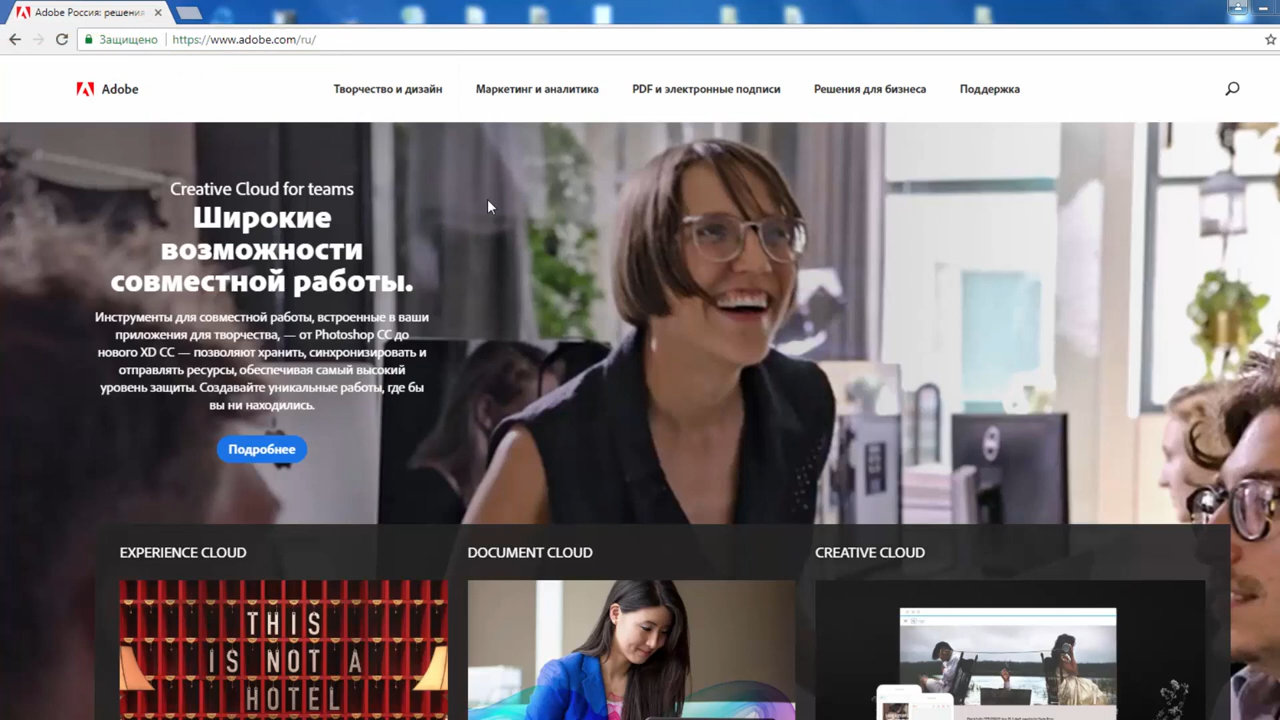 Adobe Россия: решения
Защищено
https://www.adobe.com/ru/
Adobe
Творчество и дизайн
Маркетинг и аналитика
PDF и электронные подписи
Решения для бизнеса
Поддержка
Creative Cloud for teams
Широкие
возможности
совместной работы.
Инструменты для совместной работы, встроенные в ваши
приложения для творчества, — от Photoshop CC до
нового XD CC — позволяют хранить, синхронизировать и
отправлять ресурсы, обеспечивая самый высокий
уровень защиты. Создавайте уникальные работы, где бы
вы ни находились.
Подробнее
EXPERIENCE CLOUD
DOCUMENT CLOUD
CREATIVE CLOUD
THIS
IS NOT A
HOTEL